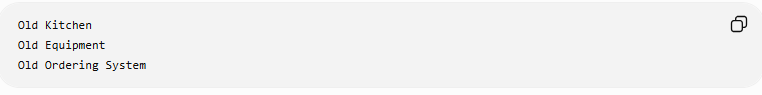 Old Kitchen
Old Equipment
Old Ordering System